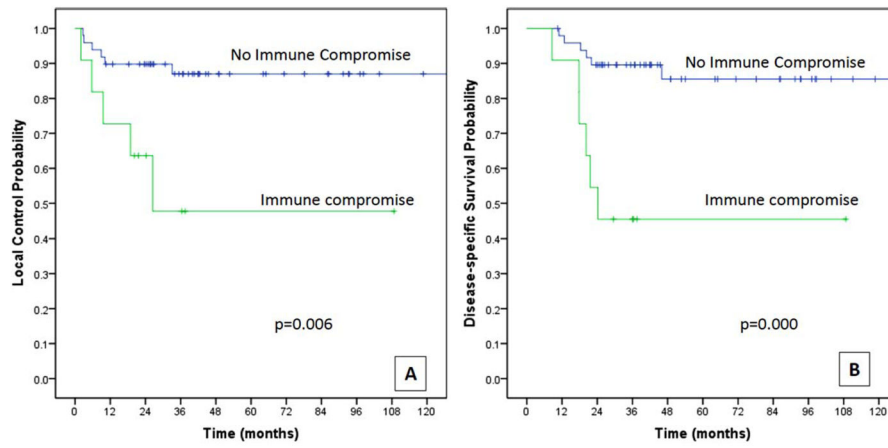 Local Control Probability
1.0
0.9
0.8
0.7
0.6
0.5
0.4
0.3
0.2
0.1
0.0
No Immune Compromise
Immune compromise
p=0.006
A
0 12 24 36 48 60 72 84 96 108 120
Time (months)
Disease-specific Survival Probability
1.0
0.9
0.8
0.7
0.6
0.5
0.4
0.3
0.2
0.1
0.0
No Immune Compromise
Immune compromise
p=0.000
B
0 12 24 36 48 60 72 84 96 108 120
Time (months)